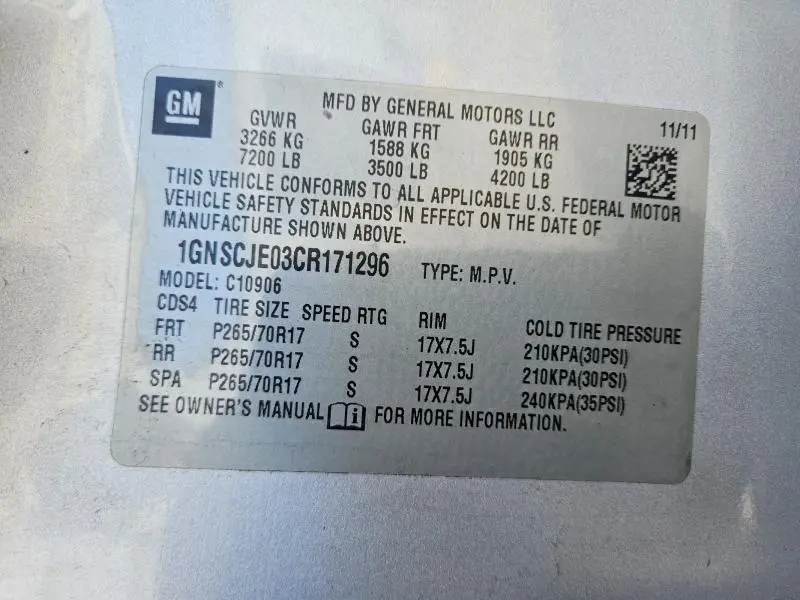 GM
MFD BY GENERAL MOTORS LLC
11/11
GVWR GAWR FRT GAWR RR
3266 KG 1588 KG 1905 KG
7200 LB 3500 LB 4200 LB
THIS VEHICLE CONFORMS TO ALL APPLICABLE U.S. FEDERAL MOTOR
VEHICLE SAFETY STANDARDS IN EFFECT ON THE DATE OF
MANUFACTURE SHOWN ABOVE.
1GNSCJE03CR171296 TYPE: M.P.V.
MODEL: C10906
CDS4 TIRE SIZE SPEED RTG RIM COLD TIRE PRESSURE
FRT P265/70R17 S 17X7.5J 210KPA(30PSI)
RR P265/70R17 S 17X7.5J 210KPA(30PSI)
SPA P265/70R17 S 17X7.5J 240KPA(35PSI)
SEE OWNER'S MANUAL i FOR MORE INFORMATION.